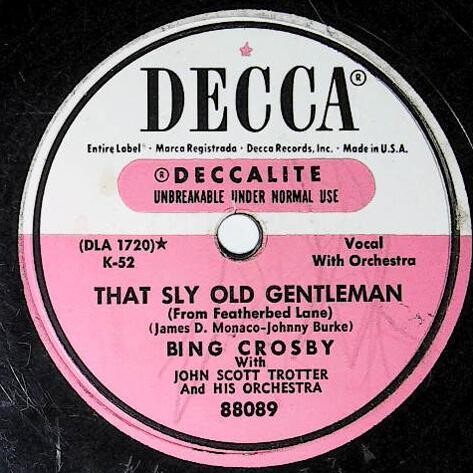 DECCA®
Entire Label · Marca Registrada · Decca Records, Inc. · Made in U.S.A.
® DECCALITE
UNBREAKABLE UNDER NORMAL USE
(DLA 1720)★
K-52
Vocal
With Orchestra
THAT SLY OLD GENTLEMAN
(From Featherbed Lane)
(James D. Monaco-Johnny Burke)
BING CROSBY
With
JOHN SCOTT TROTTER
And HIS ORCHESTRA
88089